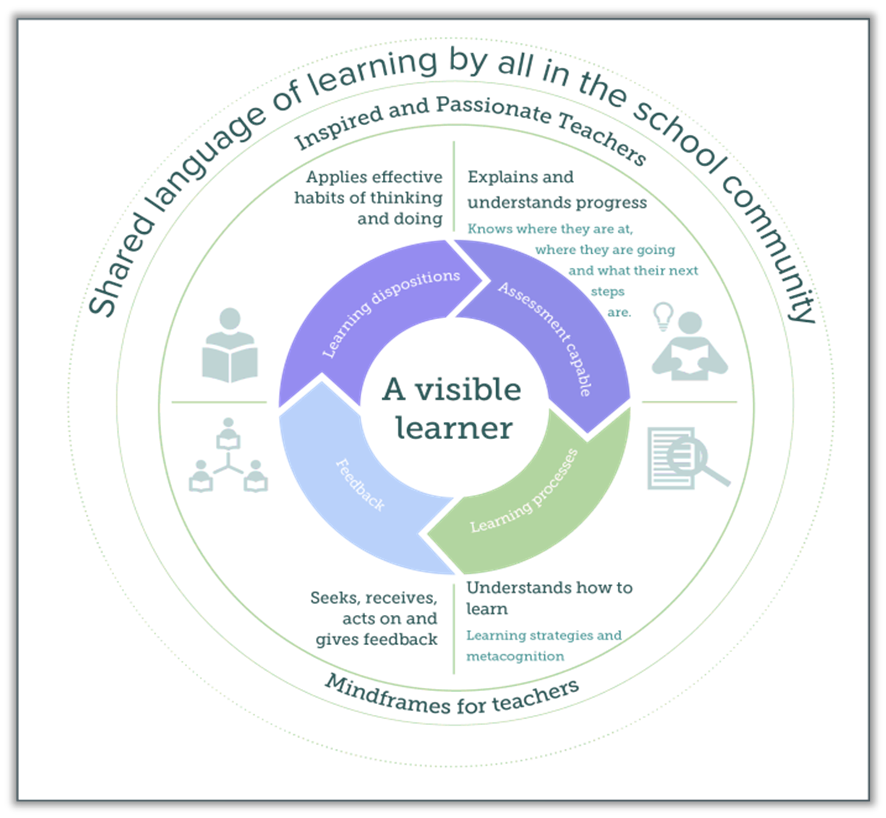 Shared language of learning by all in the school community
Inspired and Passionate Teachers
Applies effective
habits of thinking
and doing
Explains and
understands progress
Knows where they are at,
where they are going
and what their next
steps
are.
Learning dispositions
Assessment capable
A visible
learner
Feedback
Learning processes
Seeks, receives,
acts on and
gives feedback
Understands how to
learn
Learning strategies and
metacognition
Mindframes for teachers